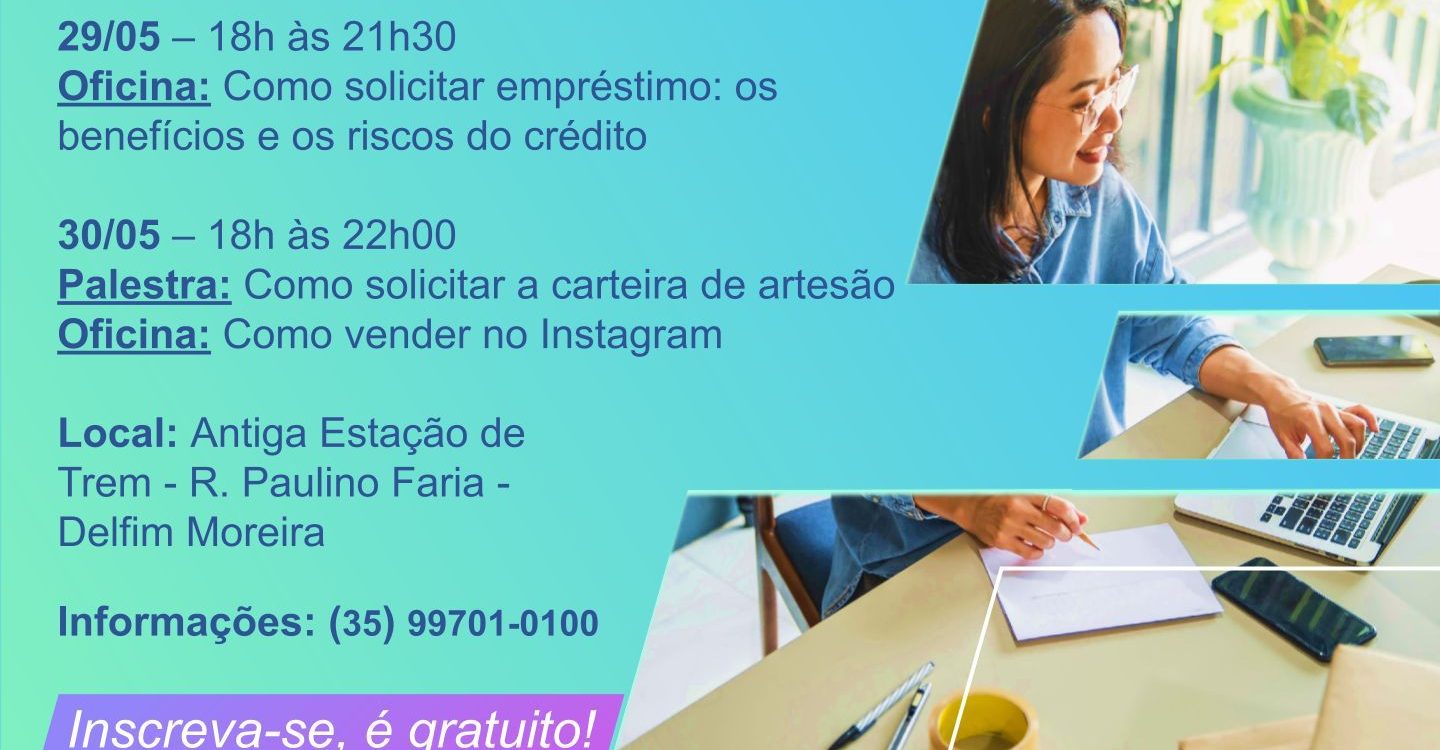 29/05 – 18h às 21h30
Oficina: Como solicitar empréstimo: os
benefícios e os riscos do crédito
30/05 – 18h às 22h00
Palestra: Como solicitar a carteira de artesão
Oficina: Como vender no Instagram
Local: Antiga Estação de
Trem - R. Paulino Faria -
Delfim Moreira
Informações: (35) 99701-0100
Inscreva-se, é gratuito!